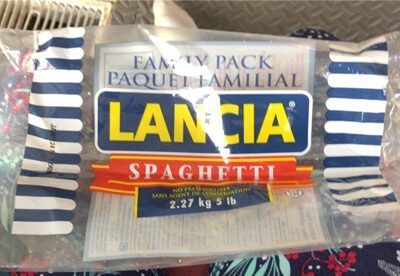 FAMILY PACK
PAQUET FAMILIAL
LANCIA®
SPAGHETTI
NO PRESERVATIVES
SANS AGENT DE CONSERVATION
2.27 kg 5 lb